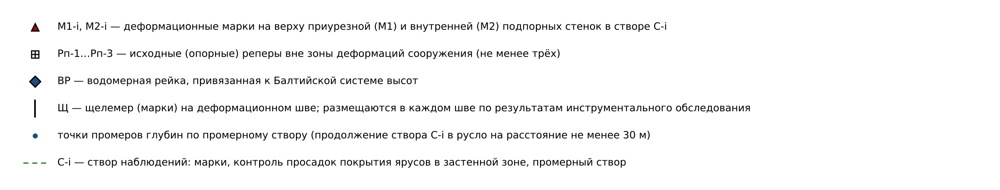 М1-i, М2-i — деформационные марки на верху приурезной (М1) и внутренней (М2) подпорных стенок в створе С-i
Рп-1...Рп-3 — исходные (опорные) реперы вне зоны деформаций сооружения (не менее трёх)
ВР — водомерная рейка, привязанная к Балтийской системе высот
Щ — щелемер (марки) на деформационном шве; размещаются в каждом шве по результатам инструментального обследования
точки промеров глубин по промерному створу (продолжение створа С-i в русло на расстояние не менее 30 м)
С-i — створ наблюдений: марки, контроль просадок покрытия ярусов в застенной зоне, промерный створ